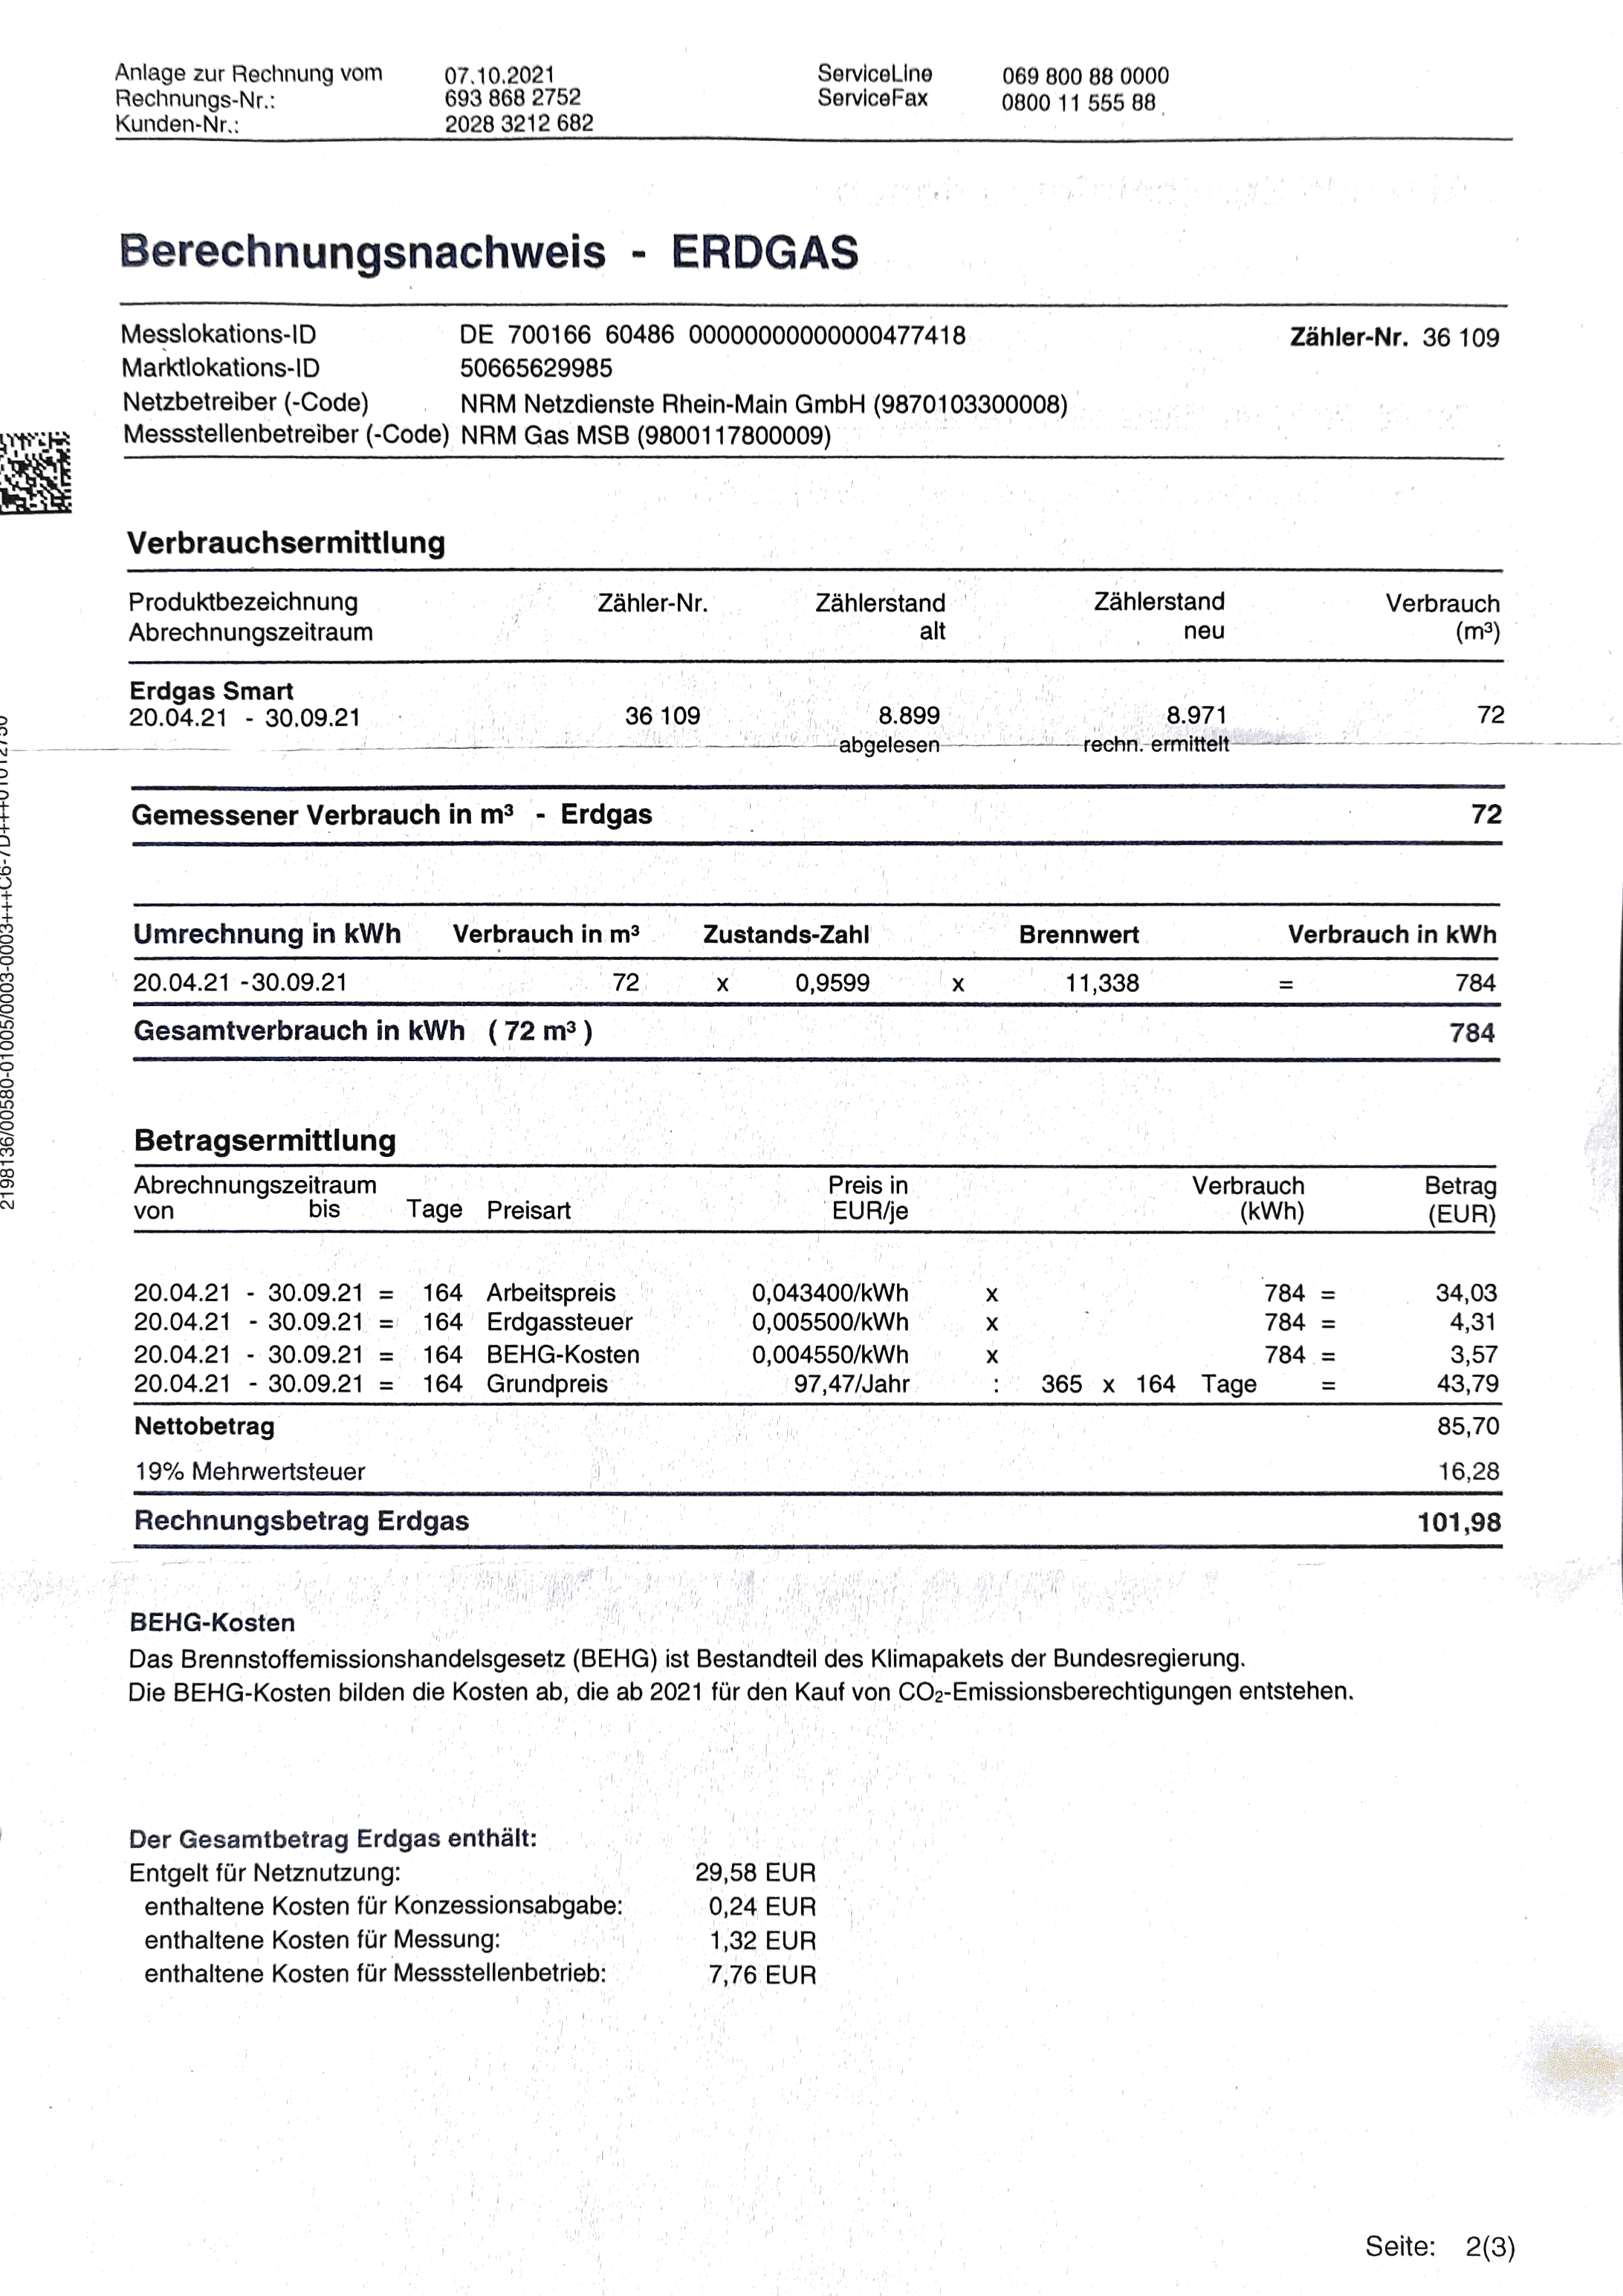 Anlage zur Rechnung vom 07.10.2021 ServiceLine 069 800 88 0000
Rechnungs-Nr.: 693 868 2752 ServiceFax 0800 11 555 88
Kunden-Nr.: 2028 3212 682
Berechnungsnachweis - ERDGAS
Messlokations-ID DE 700166 60486 00000000000000477418 Zähler-Nr. 36 109
Marktlokations-ID 50665629985
Netzbetreiber (-Code) NRM Netzdienste Rhein-Main GmbH (9870103300008)
Messstellenbetreiber (-Code) NRM Gas MSB (9800117800009)
Verbrauchsermittlung
Produktbezeichnung Zähler-Nr. Zählerstand Zählerstand Verbrauch
Abrechnungszeitraum alt neu (m³)
Erdgas Smart
20.04.21 - 30.09.21 36 109 8.899 8.971 72
abgelesen rechn. ermittelt
Gemessener Verbrauch in m³ - Erdgas 72
Umrechnung in kWh Verbrauch in m³ Zustands-Zahl Brennwert Verbrauch in kWh
20.04.21 -30.09.21 72 x 0,9599 x 11,338 = 784
Gesamtverbrauch in kWh ( 72 m³ ) 784
Betragsermittlung
Abrechnungszeitraum Preis in Verbrauch Betrag
von bis Tage Preisart EUR/je (kWh) (EUR)
20.04.21 - 30.09.21 = 164 Arbeitspreis 0,043400/kWh x 784 = 34,03
20.04.21 - 30.09.21 = 164 Erdgassteuer 0,005500/kWh x 784 = 4,31
20.04.21 - 30.09.21 = 164 BEHG-Kosten 0,004550/kWh x 784 = 3,57
20.04.21 - 30.09.21 = 164 Grundpreis 97,47/Jahr : 365 x 164 Tage = 43,79
Nettobetrag 85,70
19% Mehrwertsteuer 16,28
Rechnungsbetrag Erdgas 101,98
BEHG-Kosten
Das Brennstoffemissionshandelsgesetz (BEHG) ist Bestandteil des Klimapakets der Bundesregierung.
Die BEHG-Kosten bilden die Kosten ab, die ab 2021 für den Kauf von CO₂-Emissionsberechtigungen entstehen.
Der Gesamtbetrag Erdgas enthält:
Entgelt für Netznutzung: 29,58 EUR
enthaltene Kosten für Konzessionsabgabe: 0,24 EUR
enthaltene Kosten für Messung: 1,32 EUR
enthaltene Kosten für Messstellenbetrieb: 7,76 EUR
Seite: 2(3)